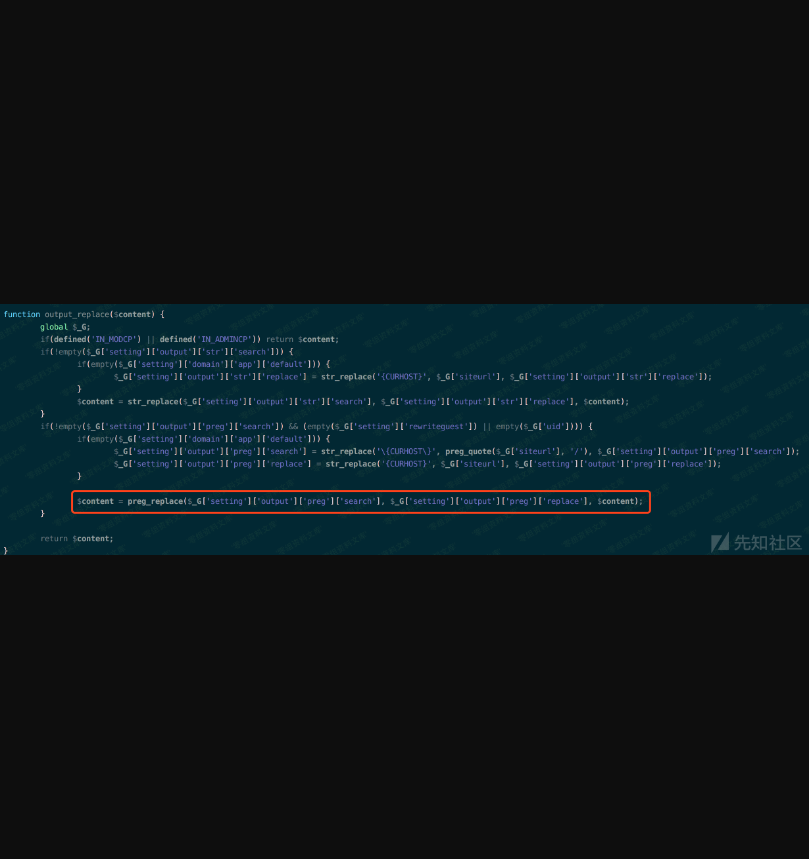 function output_replace($content) {
global $_G;
if(defined('IN_MODCP') || defined('IN_ADMINCP')) return $content;
if(!empty($_G['setting']['output']['str']['search'])) {
if(empty($_G['setting']['domain']['app']['default'])) {
$_G['setting']['output']['str']['replace'] = str_replace('{CURHOST}', $_G['siteurl'], $_G['setting']['output']['str']['replace']);
}
$content = str_replace($_G['setting']['output']['str']['search'], $_G['setting']['output']['str']['replace'], $content);
}
if(!empty($_G['setting']['output']['preg']['search']) && (empty($_G['setting']['rewriteguest']) || empty($_G['uid']))) {
if(empty($_G['setting']['domain']['app']['default'])) {
$_G['setting']['output']['preg']['search'] = str_replace('\{CURHOST\}', preg_quote($_G['siteurl'], '/'), $_G['setting']['output']['preg']['search']);
$_G['setting']['output']['preg']['replace'] = str_replace('{CURHOST}', $_G['siteurl'], $_G['setting']['output']['preg']['replace']);
}
$content = preg_replace($_G['setting']['output']['preg']['search'], $_G['setting']['output']['preg']['replace'], $content);
}
return $content;
}
先知社区